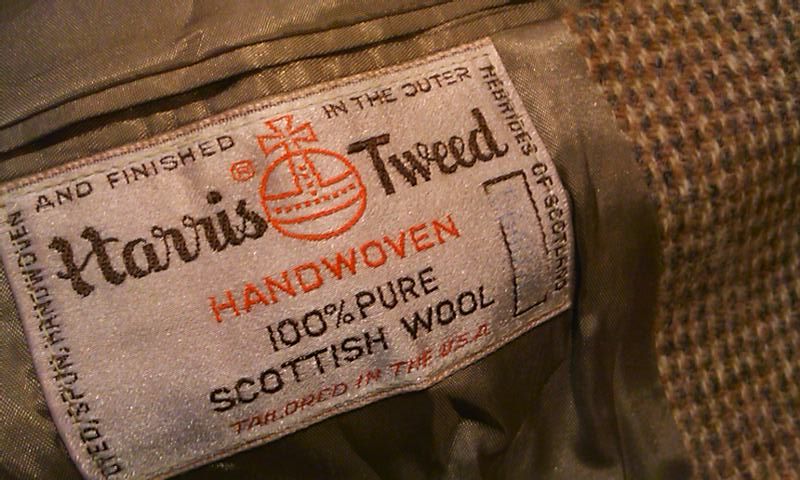 DYED, SPUN, HANDWOVEN
AND FINISHED
IN THE OUTER
HEBRIDES OF SCOTLAND
Harris ® Tweed
HANDWOVEN
100% PURE
SCOTTISH WOOL
TAILORED IN THE U.S.A.